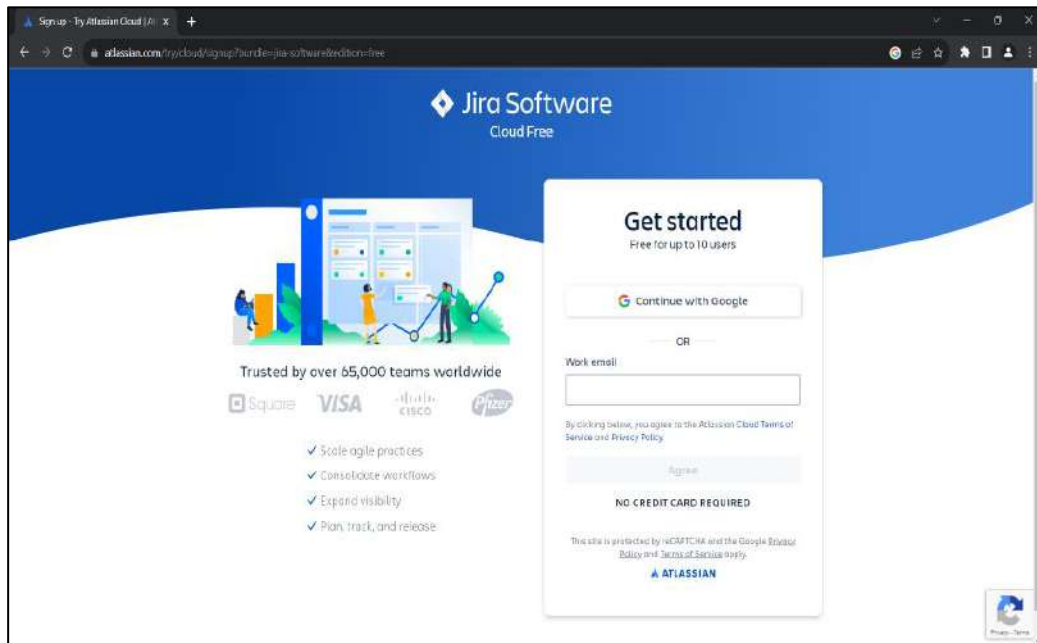 Sign up - Try Atlassian Cloud | Atl
atlassian.com/try/cloud/signup?bundle=jira-software&edition=free
Jira Software
Cloud Free
Get started
Free for up to 10 users
Continue with Google
OR
Work email
By clicking below, you agree to the Atlassian Cloud Terms of
Service and Privacy Policy.
Agree
NO CREDIT CARD REQUIRED
This site is protected by reCAPTCHA and the Google Privacy
Policy and Terms of Service apply.
ATLASSIAN
Trusted by over 65,000 teams worldwide
Square
VISA
CISCO
Pfizer
Scale agile practices
Consolidate workflows
Expand visibility
Plan, track, and release
Privacy - Terms